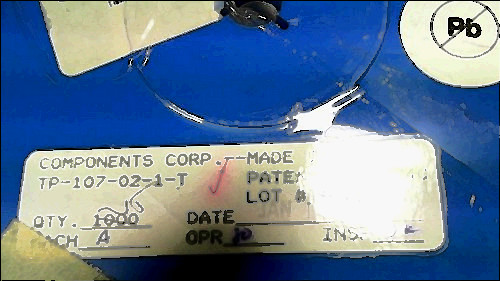 Pb
COMPONENTS CORP.--MADE
TP-107-02-1-T PATE
LOT #
QTY. 1000 DATE
MACH A OPR INS